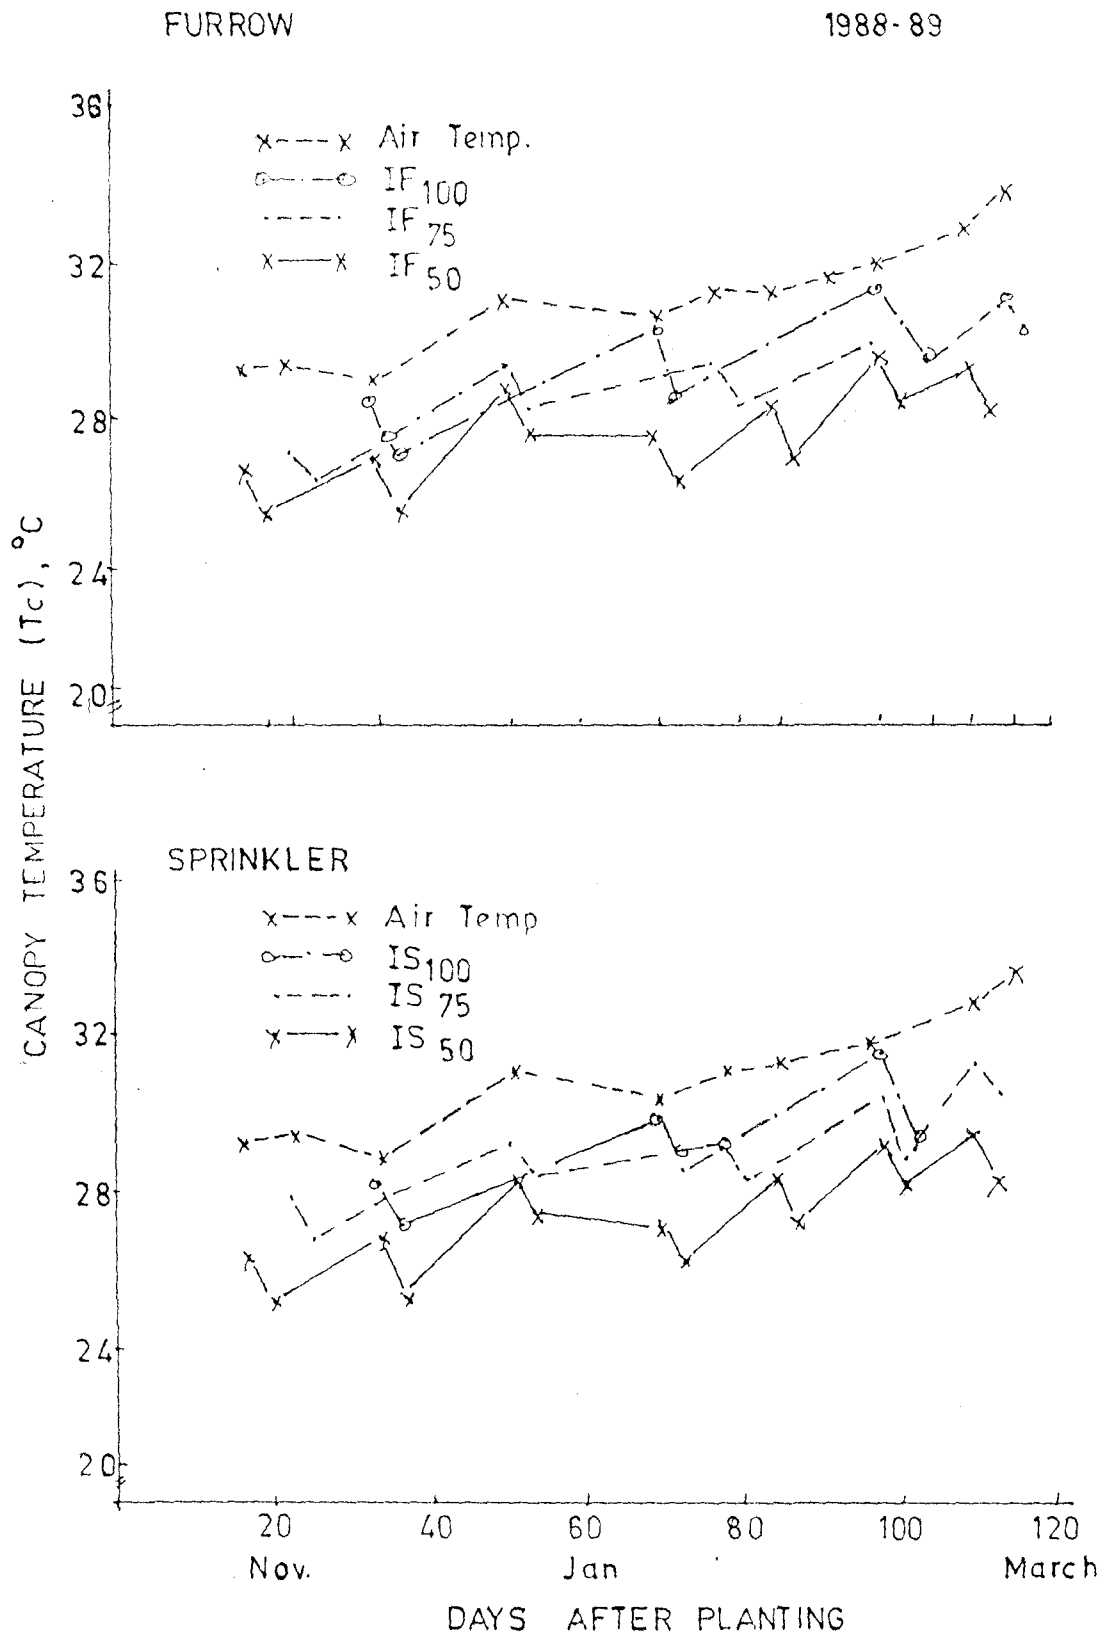 FURROW 1988-89
36
x----x Air Temp.
IF100
IF75
32
IF50
28
24
20
CANOPY TEMPERATURE (Tc), °C
SPRINKLER
36
x----x Air Temp
IS100
IS75
32
IS50
28
24
20
20 40 60 80 100 120
Nov. Jan March
DAYS AFTER PLANTING